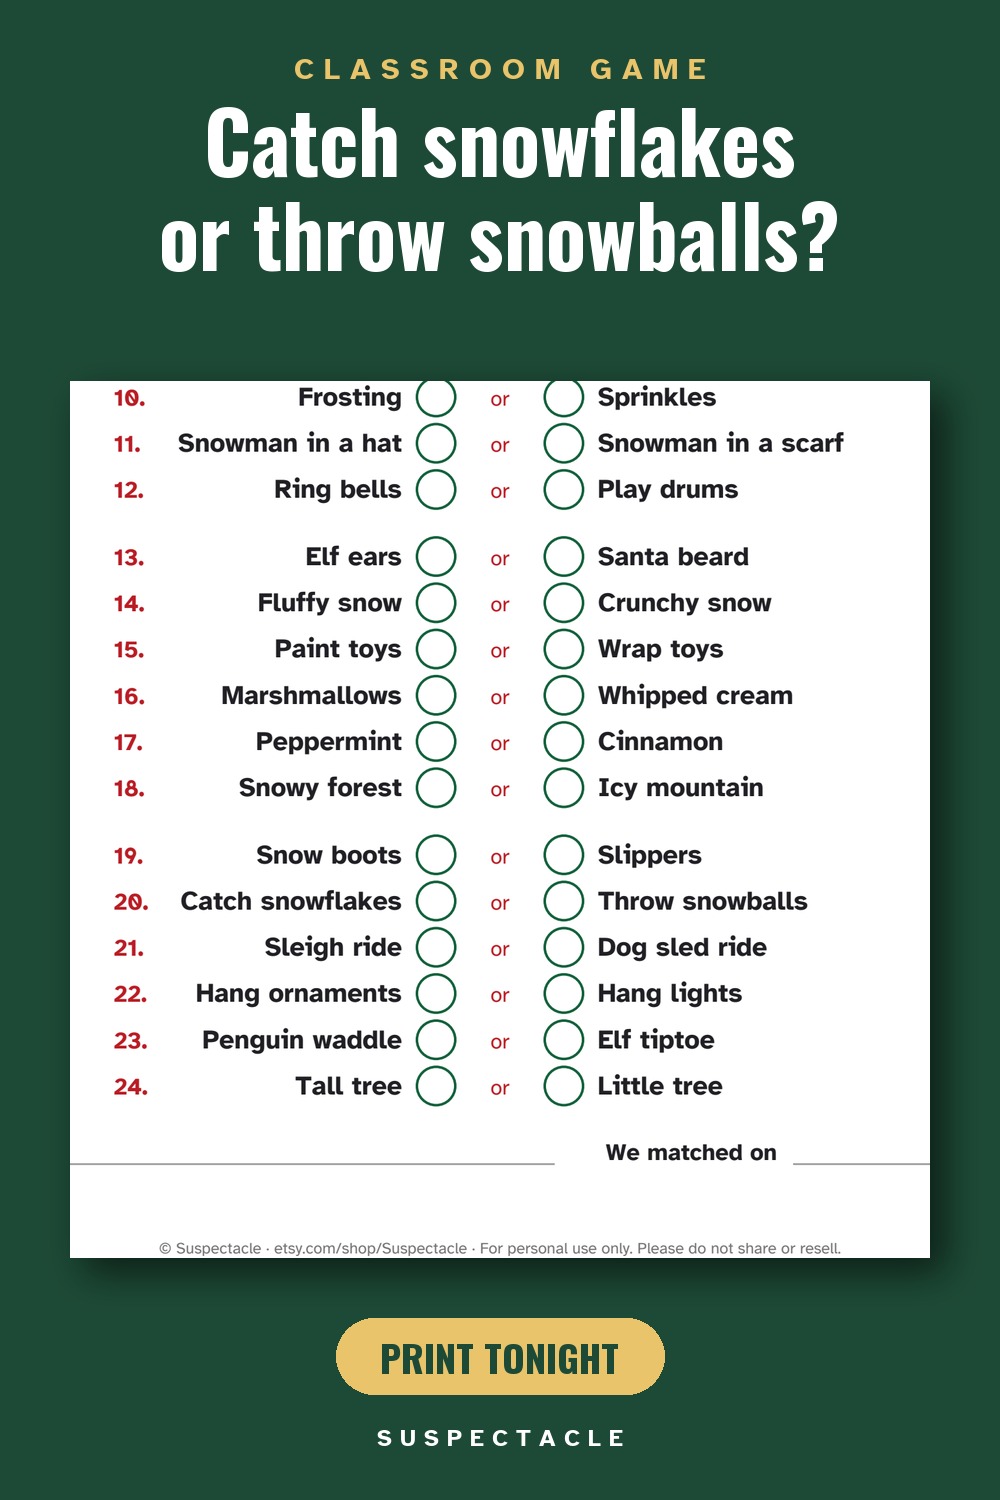 CLASSROOM GAME
Catch snowflakes
or throw snowballs?
10. Frosting or Sprinkles
11. Snowman in a hat or Snowman in a scarf
12. Ring bells or Play drums
13. Elf ears or Santa beard
14. Fluffy snow or Crunchy snow
15. Paint toys or Wrap toys
16. Marshmallows or Whipped cream
17. Peppermint or Cinnamon
18. Snowy forest or Icy mountain
19. Snow boots or Slippers
20. Catch snowflakes or Throw snowballs
21. Sleigh ride or Dog sled ride
22. Hang ornaments or Hang lights
23. Penguin waddle or Elf tiptoe
24. Tall tree or Little tree
We matched on
© Suspectacle · etsy.com/shop/Suspectacle · For personal use only. Please do not share or resell.
PRINT TONIGHT
SUSPECTACLE